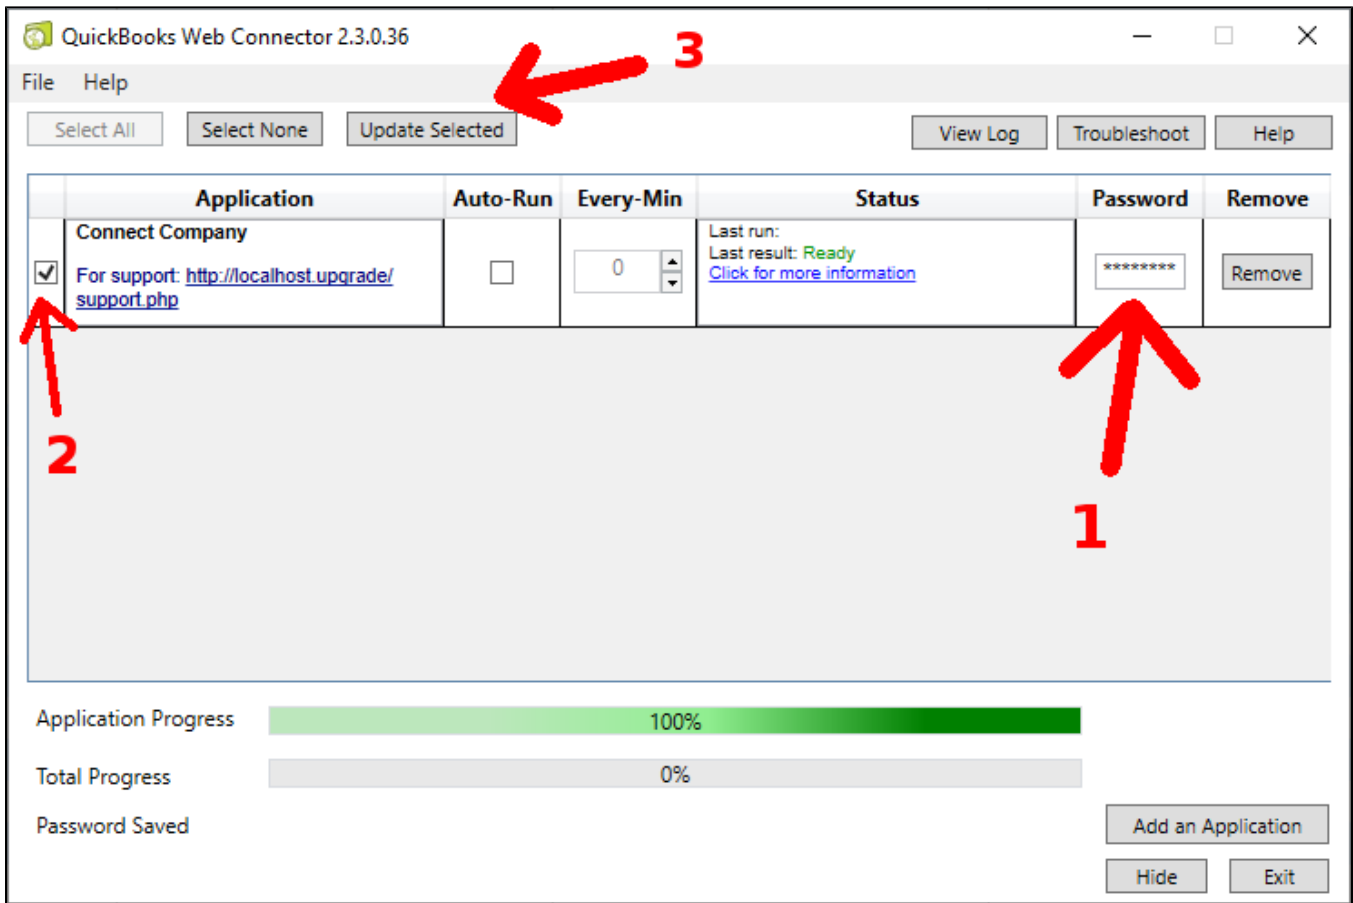 QuickBooks Web Connector 2.3.0.36
3
File Help
Select All Select None Update Selected View Log Troubleshoot Help
Application Auto-Run Every-Min Status Password Remove
Connect Company
For support: http://localhost.upgrade/
support.php
0
Last run:
Last result: Ready
Click for more information
********
Remove
2
1
Application Progress 100%
Total Progress 0%
Password Saved
Add an Application
Hide Exit